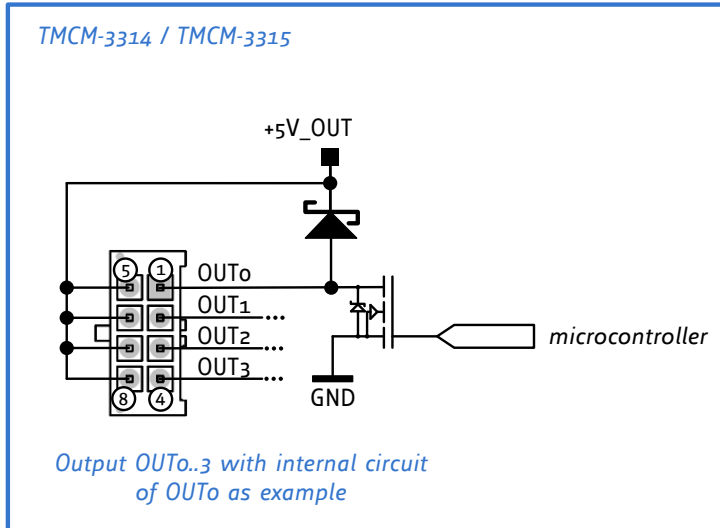 TMCM-3314 / TMCM-3315
+5V_OUT
5 1 OUT0
OUT1 ...
OUT2 ...
OUT3 ...
8 4
GND
microcontroller
Output OUT0..3 with internal circuit
of OUT0 as example